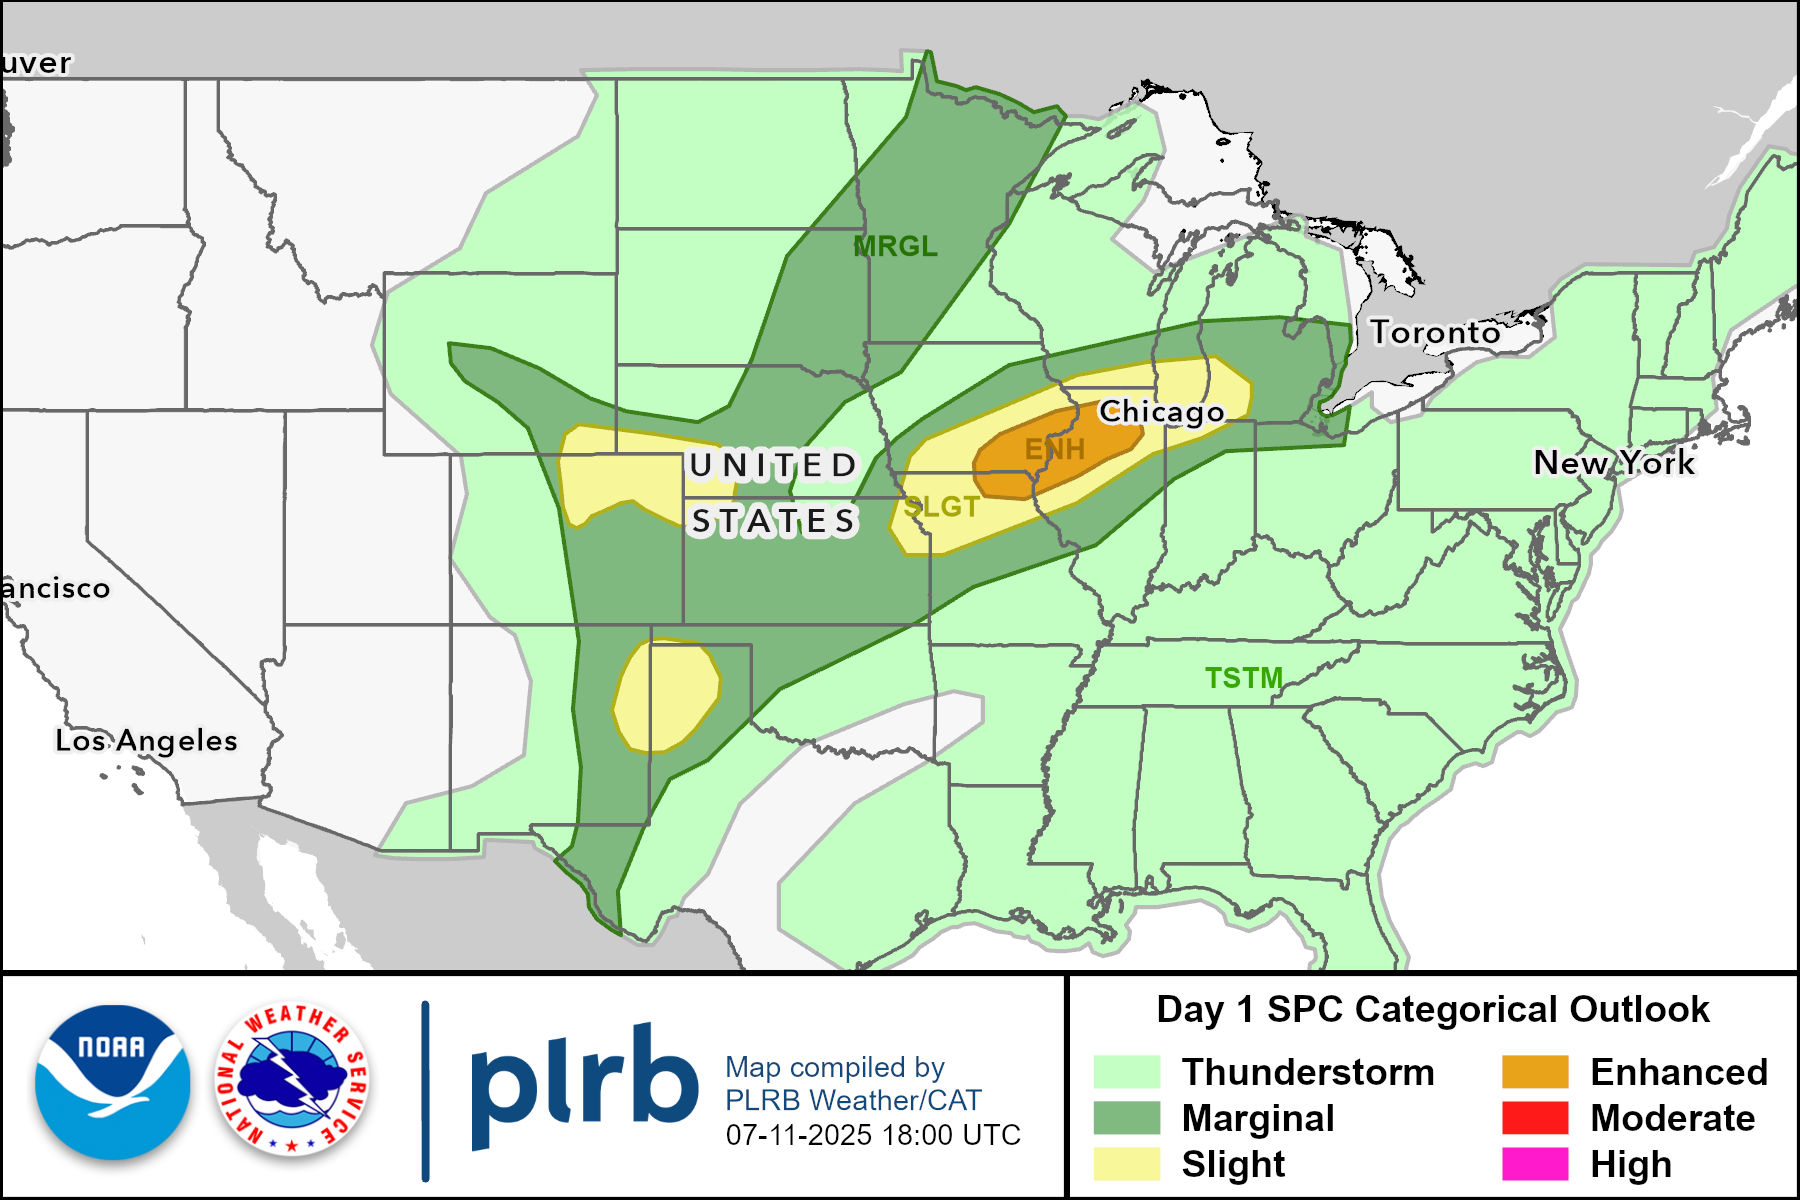 uver
MRGL
Toronto
Chicago
ENH
UNITED
New York
SLGT
STATES
ancisco
TSTM
Los Angeles
NOAA
NATIONAL WEATHER SERVICE
plrb
Map compiled by
PLRB Weather/CAT
07-11-2025 18:00 UTC
Day 1 SPC Categorical Outlook
Thunderstorm
Marginal
Slight
Enhanced
Moderate
High